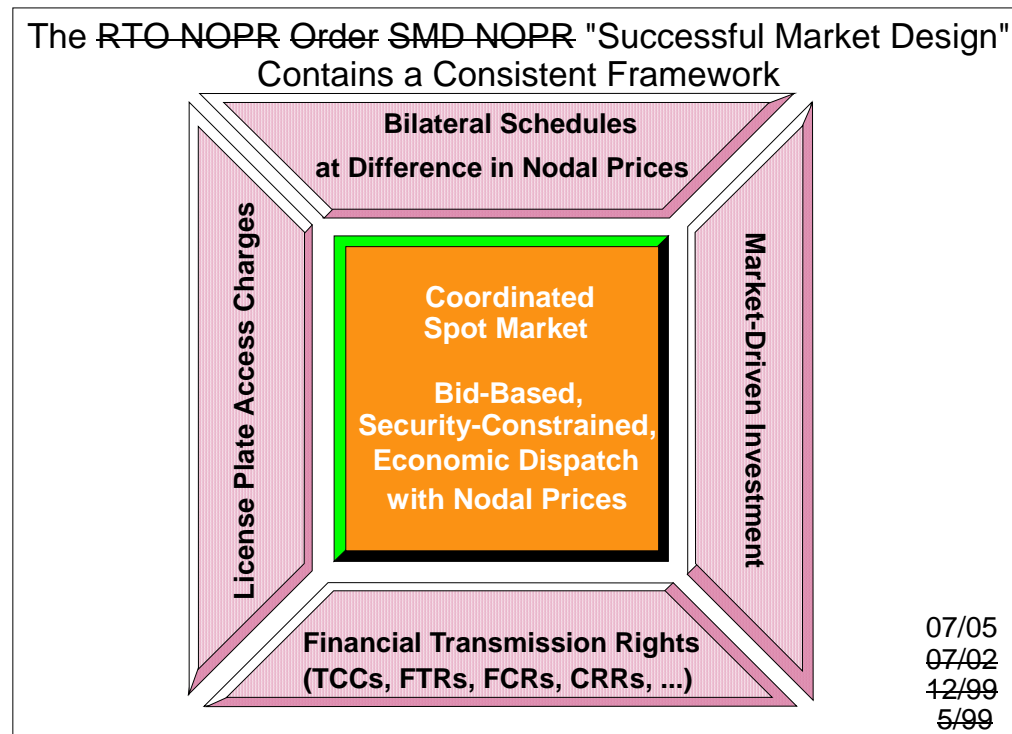 The RTO NOPR Order SMD NOPR "Successful Market Design"
Contains a Consistent Framework
Bilateral Schedules
at Difference in Nodal Prices
License Plate Access Charges
Coordinated
Spot Market
Bid-Based,
Security-Constrained,
Economic Dispatch
with Nodal Prices
Market-Driven Investment
Financial Transmission Rights
(TCCs, FTRs, FCRs, CRRs, ...)
07/05
07/02
12/99
5/99